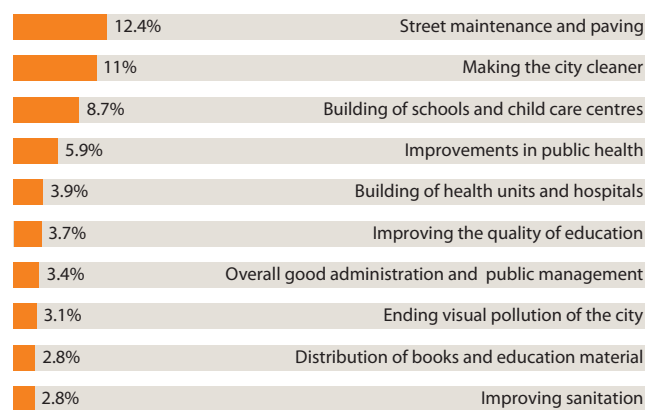 12.4% Street maintenance and paving
11% Making the city cleaner
8.7% Building of schools and child care centres
5.9% Improvements in public health
3.9% Building of health units and hospitals
3.7% Improving the quality of education
3.4% Overall good administration and public management
3.1% Ending visual pollution of the city
2.8% Distribution of books and education material
2.8% Improving sanitation